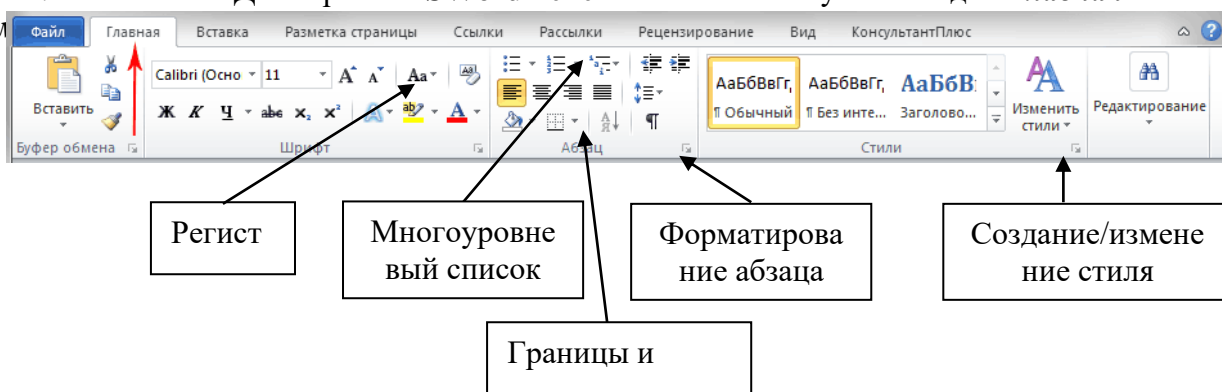 Файл Главная Вставка Разметка страницы Ссылки Рассылки Рецензирование Вид КонсультантПлюс
Calibri (Осно 11 Аа
АаБбВвГг, АаБбВвГг, АаБбВ
Вставить
Ж К Ч abc x₂ x² ab А
¶ Обычный ¶ Без инте... Заголово...
Изменить стили
Редактирование
Буфер обмена Шрифт Абзац Стили
Регист
Многоуровне
вый список
Форматирова
ние абзаца
Создание/измене
ние стиля
Границы и